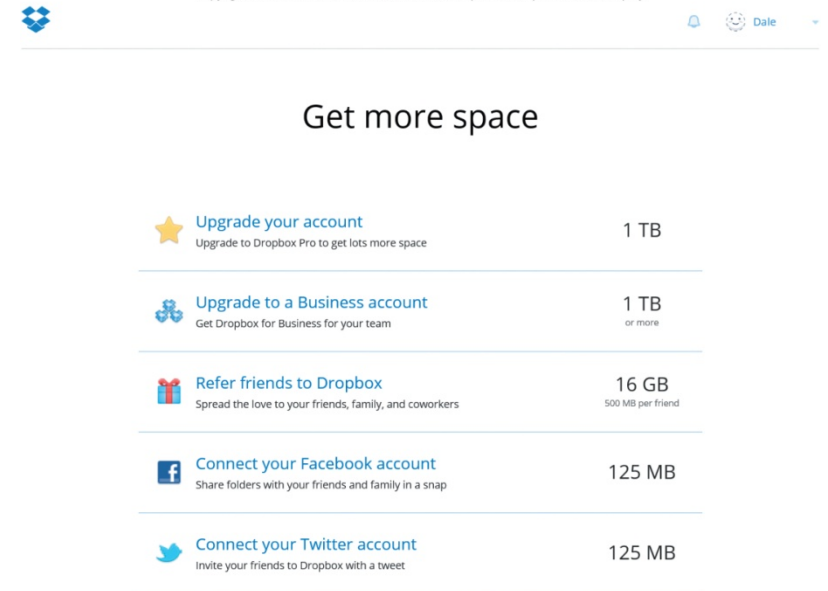 Dale
Get more space
Upgrade your account
Upgrade to Dropbox Pro to get lots more space
1 TB
Upgrade to a Business account
Get Dropbox for Business for your team
1 TB
or more
Refer friends to Dropbox
Spread the love to your friends, family, and coworkers
16 GB
500 MB per friend
Connect your Facebook account
Share folders with your friends and family in a snap
125 MB
Connect your Twitter account
Invite your friends to Dropbox with a tweet
125 MB